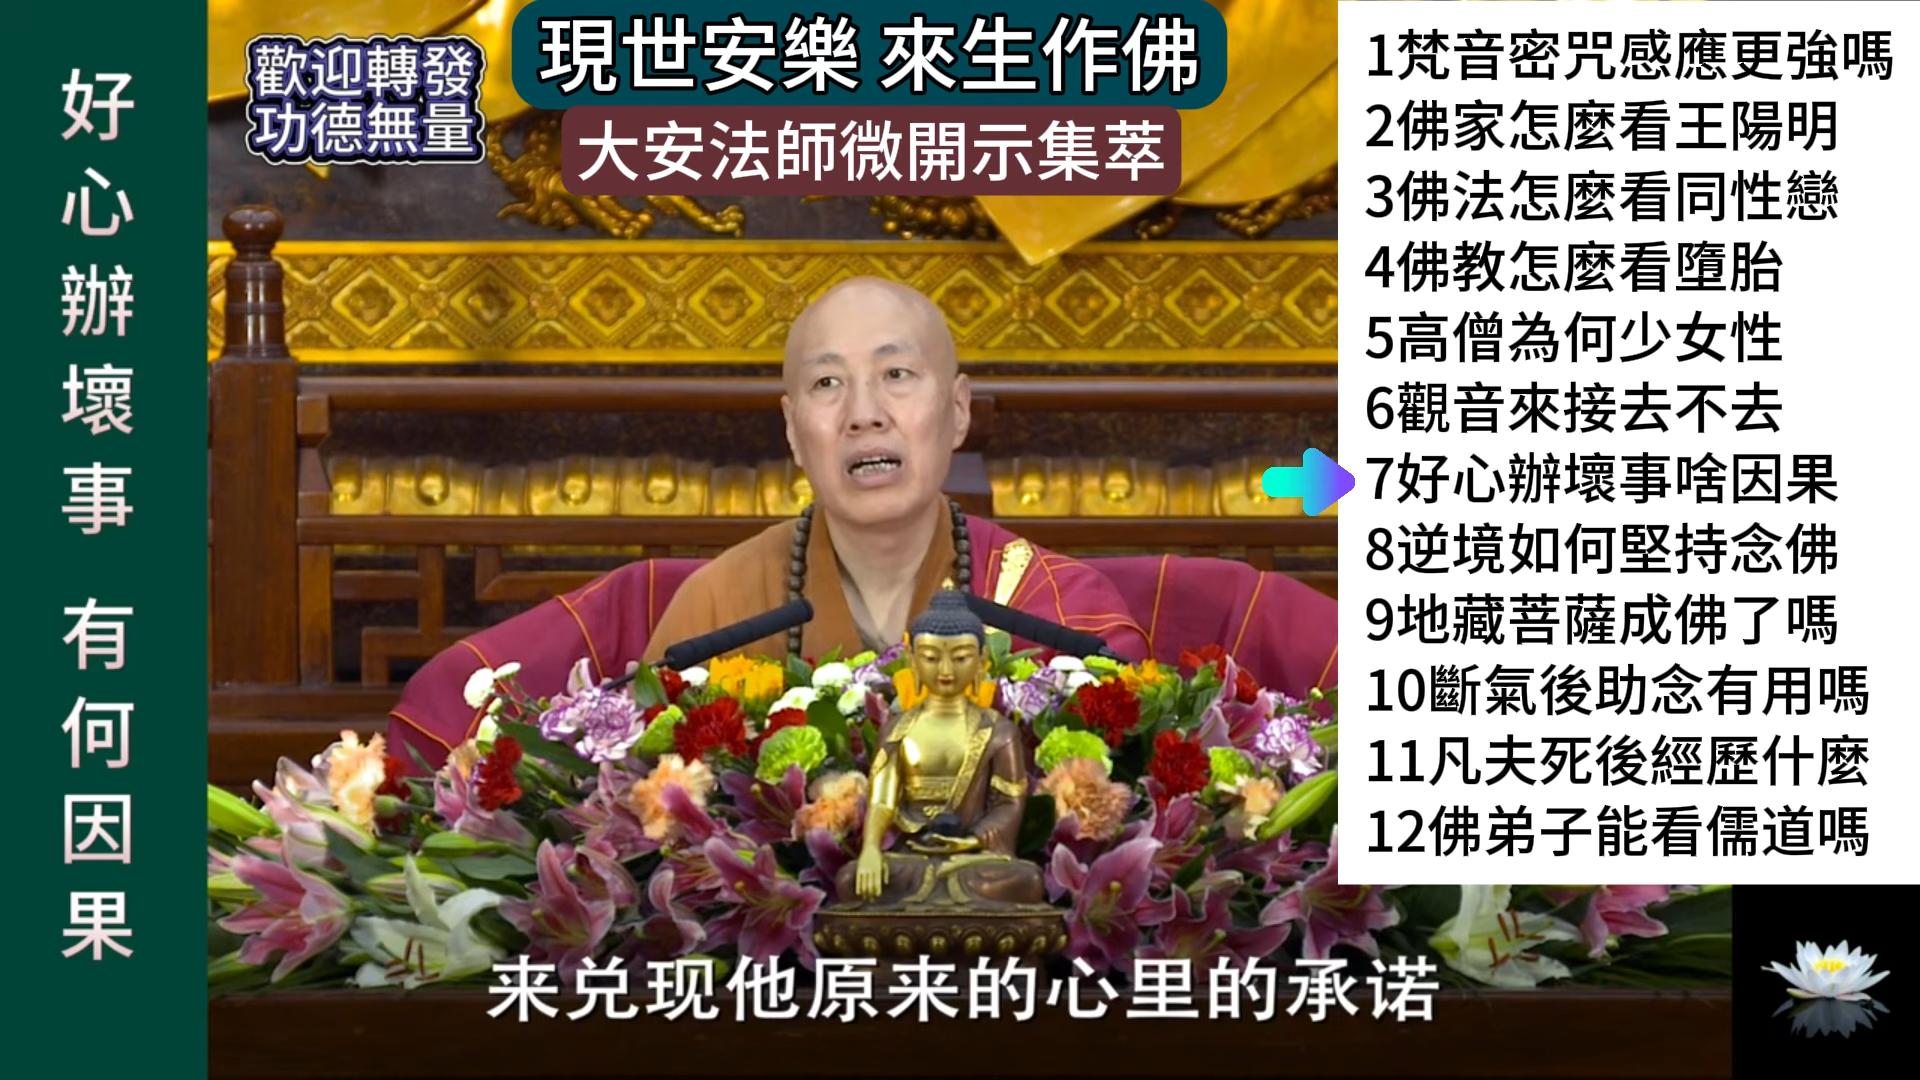 好心辦壞事 有何因果
歡迎轉發
功德無量
現世安樂 來生作佛
大安法師微開示集萃
1梵音密咒感應更強嗎
2佛家怎麼看王陽明
3佛法怎麼看同性戀
4佛教怎麼看墮胎
5高僧為何少女性
6觀音來接去不去
7好心辦壞事啥因果
8逆境如何堅持念佛
9地藏菩薩成佛了嗎
10斷氣後助念有用嗎
11凡夫死後經歷什麼
12佛弟子能看儒道嗎
来兑现他原来的心里的承诺